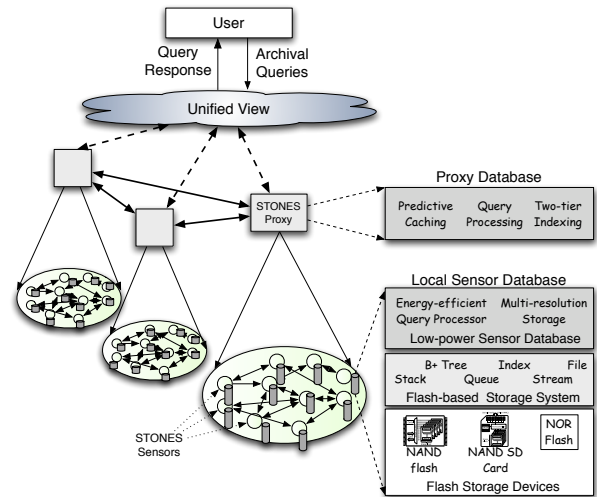 User
Query Response
Archival Queries
Unified View
STONES Proxy
Proxy Database
Predictive Caching
Query Processing
Two-tier Indexing
Local Sensor Database
Energy-efficient Query Processor
Multi-resolution Storage
Low-power Sensor Database
B+ Tree Index File
Stack Queue Stream
Flash-based Storage System
STONES Sensors
NAND flash
NAND SD Card
NOR Flash
Flash Storage Devices